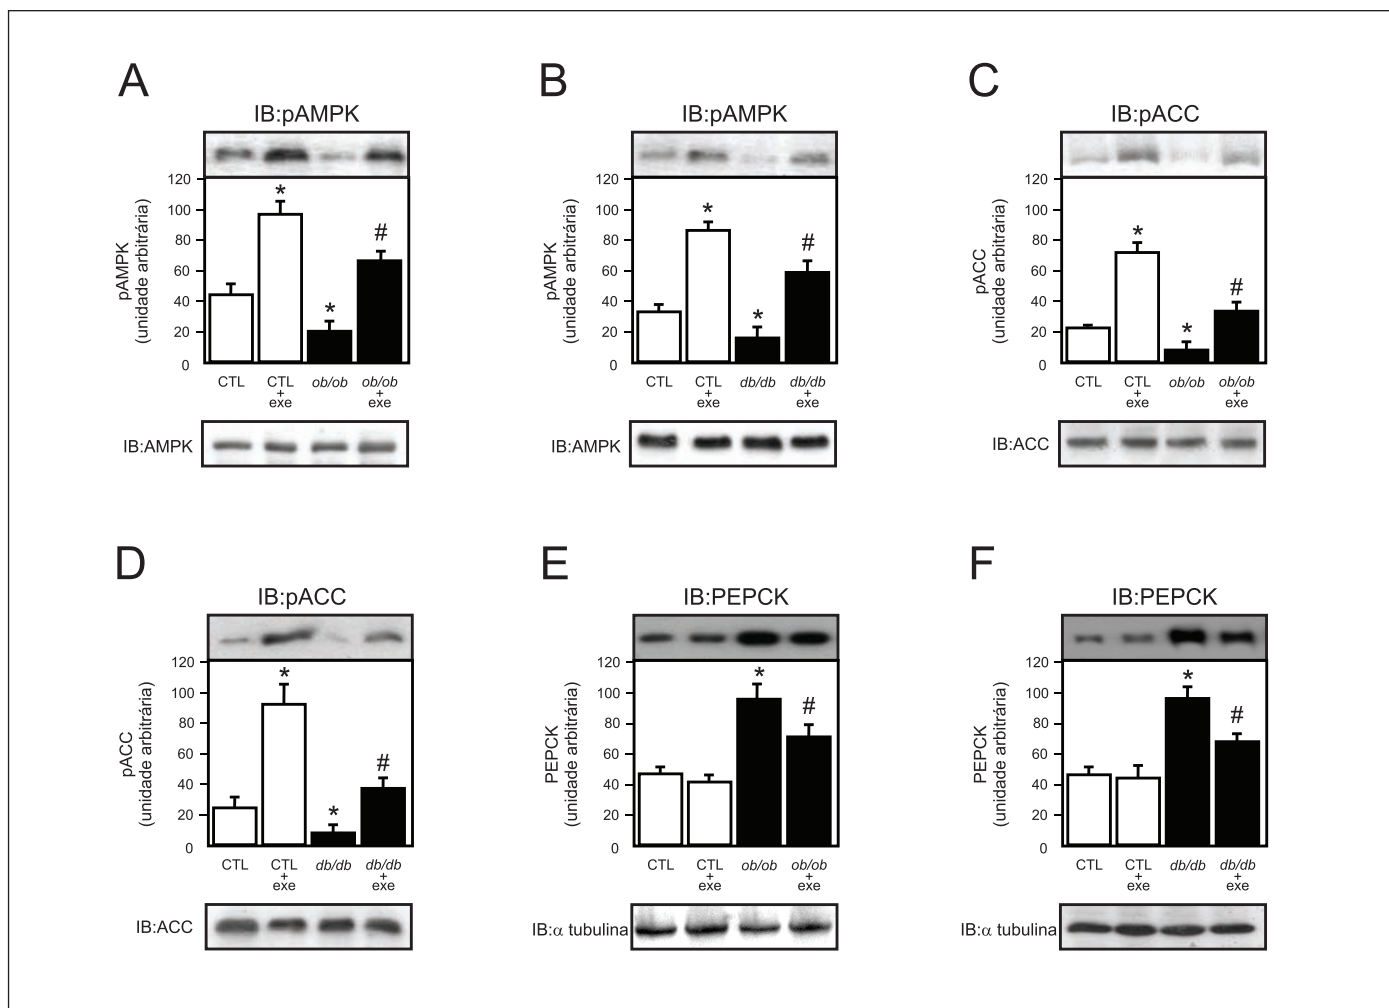 A
IB:pAMPK
120
100
80
60
40
20
0
pAMPK
(unidade arbitrária)
*
*
#
CTL
CTL
+
exe
ob/ob
ob/ob
+
exe
IB:AMPK
B
IB:pAMPK
120
100
80
60
40
20
0
pAMPK
(unidade arbitrária)
*
*
#
CTL
CTL
+
exe
db/db
db/db
+
exe
IB:AMPK
C
IB:pACC
120
100
80
60
40
20
0
pACC
(unidade arbitrária)
*
*
#
CTL
CTL
+
exe
ob/ob
ob/ob
+
exe
IB:ACC
D
IB:pACC
120
100
80
60
40
20
0
pACC
(unidade arbitrária)
*
*
#
CTL
CTL
+
exe
db/db
db/db
+
exe
IB:ACC
E
IB:PEPCK
120
100
80
60
40
20
0
PEPCK
(unidade arbitrária)
*
#
CTL
CTL
+
exe
ob/ob
ob/ob
+
exe
IB:α tubulina
F
IB:PEPCK
120
100
80
60
40
20
0
PEPCK
(unidade arbitrária)
*
#
CTL
CTL
+
exe
db/db
db/db
+
exe
IB:α tubulina